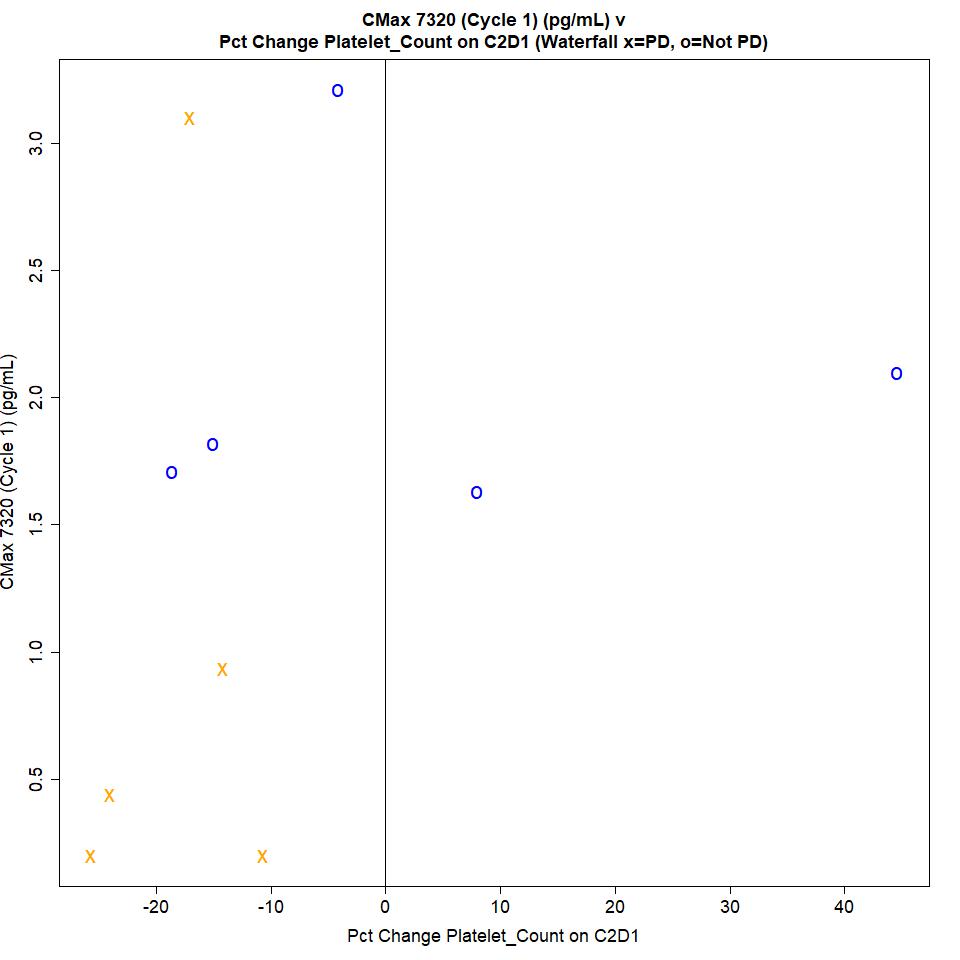 CMax 7320 (Cycle 1) (pg/mL) v
Pct Change Platelet_Count on C2D1 (Waterfall x=PD, o=Not PD)
CMax 7320 (Cycle 1) (pg/mL)
3.0
2.5
2.0
1.5
1.0
0.5
O
X
O
O
O
O
X
X
X
X
-20 -10 0 10 20 30 40
Pct Change Platelet_Count on C2D1